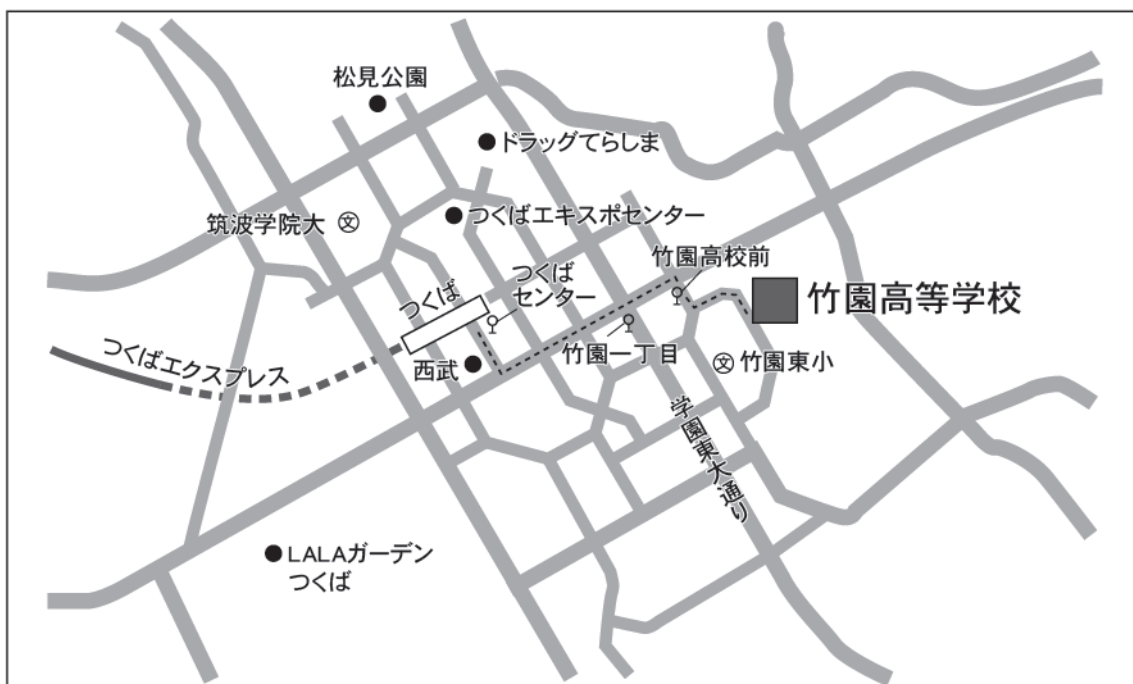 松見公園
ドラッグてらしま
筑波学院大
文
つくばエキスポセンター
竹園高校前
つくば
つくば
センター
竹園高等学校
つくばエクスプレス
西武
竹園一丁目
文
竹園東小
学園東大通り
LALAガーデン
つくば